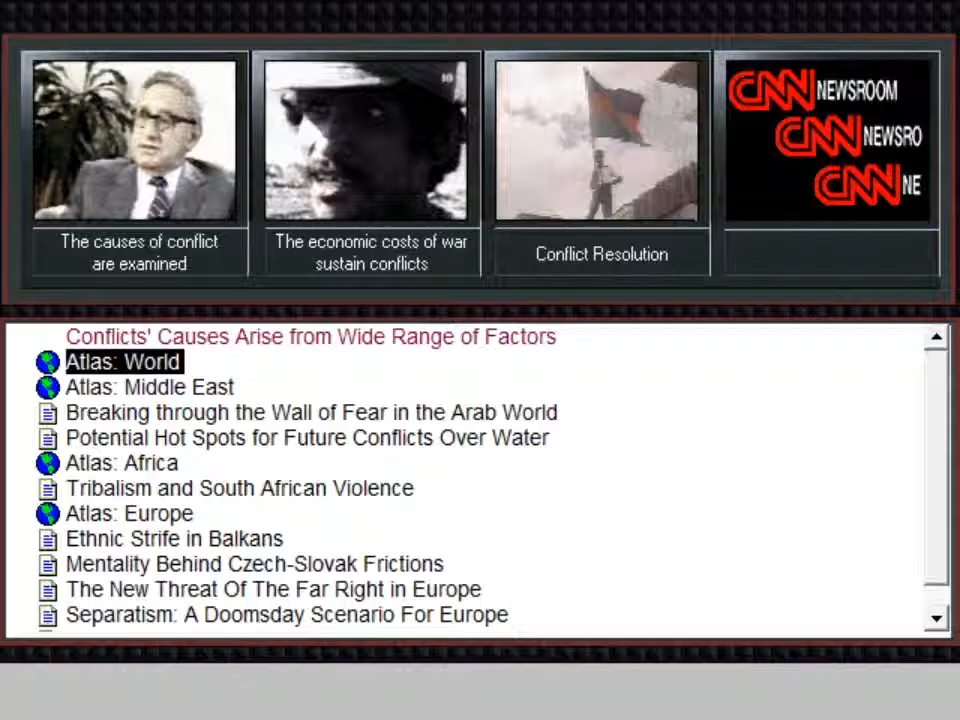 The causes of conflict
are examined
The economic costs of war
sustain conflicts
Conflict Resolution
CNN NEWSROOM
CNN NEWSRO
CNN NE
Conflicts' Causes Arise from Wide Range of Factors
Atlas: World
Atlas: Middle East
Breaking through the Wall of Fear in the Arab World
Potential Hot Spots for Future Conflicts Over Water
Atlas: Africa
Tribalism and South African Violence
Atlas: Europe
Ethnic Strife in Balkans
Mentality Behind Czech-Slovak Frictions
The New Threat Of The Far Right in Europe
Separatism: A Doomsday Scenario For Europe